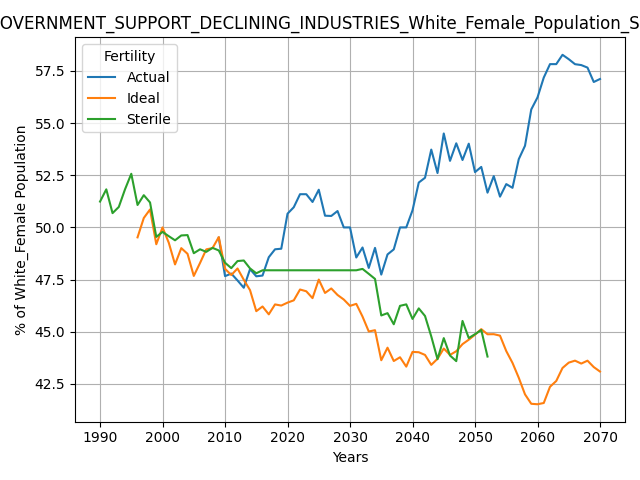 OVERNMENT_SUPPORT_DECLINING_INDUSTRIES_White_Female_Population_S
Fertility
Actual
Ideal
Sterile
% of White_Female Population
57.5
55.0
52.5
50.0
47.5
45.0
42.5
1990 2000 2010 2020 2030 2040 2050 2060 2070
Years